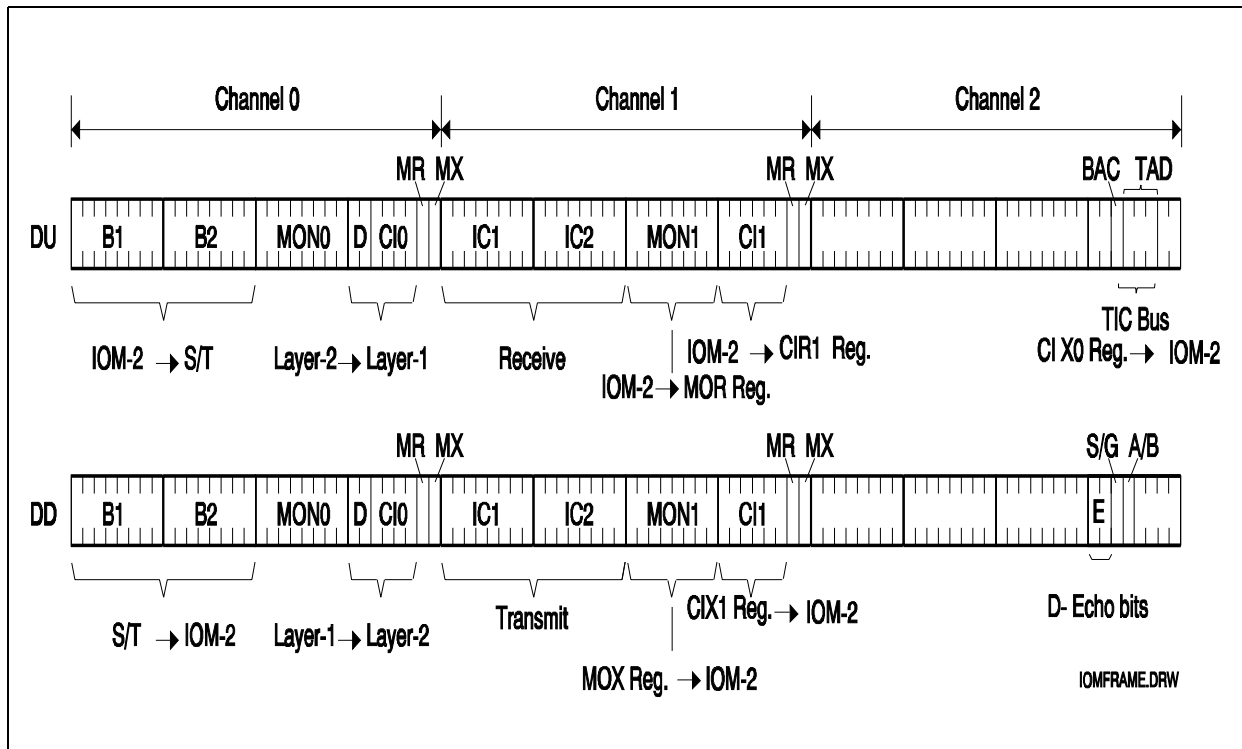 Channel 0 Channel 1 Channel 2
MR MX MR MX BAC TAD
DU B1 B2 MON0 D CI0 IC1 IC2 MON1 CI1
TIC Bus
IOM-2 → S/T Layer-2 → Layer-1 Receive IOM-2 → CIR1 Reg. CI X0 Reg. → IOM-2
IOM-2 → MOR Reg.
MR MX MR MX S/G A/B
DD B1 B2 MON0 D CI0 IC1 IC2 MON1 CI1 E
S/T → IOM-2 Layer-1 → Layer-2 Transmit CIX1 Reg. → IOM-2 D- Echo bits
MOX Reg. → IOM-2
IOMFRAME.DRW